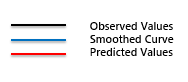 Observed Values
Smoothed Curve
Predicted Values